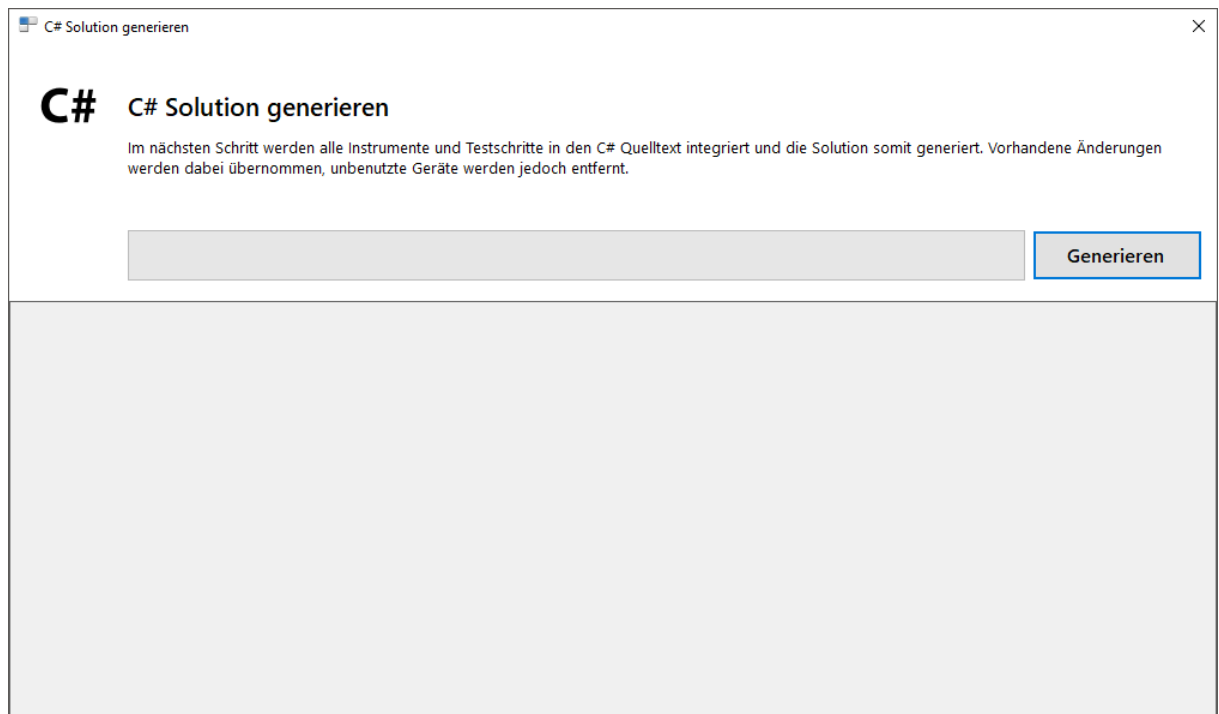 C# Solution generieren
C#
C# Solution generieren
Im nächsten Schritt werden alle Instrumente und Testschritte in den C# Quelltext integriert und die Solution somit generiert. Vorhandene Änderungen
werden dabei übernommen, unbenutzte Geräte werden jedoch entfernt.
Generieren